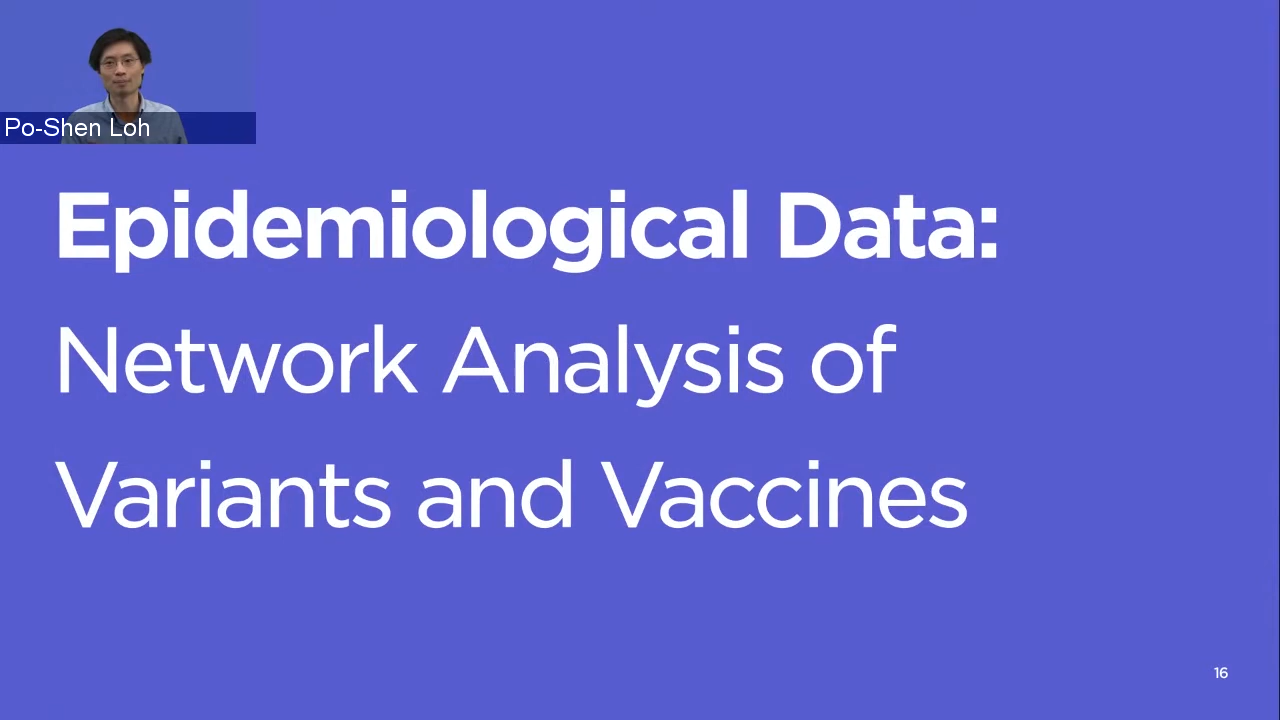 Po-Shen Loh
Epidemiological Data:
Network Analysis of
Variants and Vaccines
16